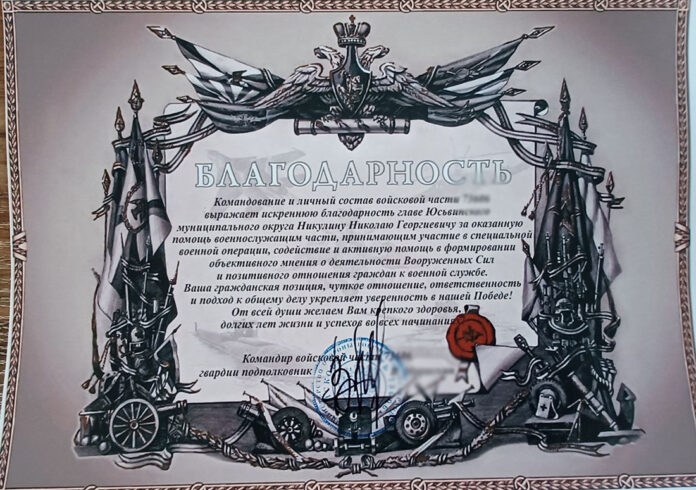 БЛАГОДАРНОСТЬ
Командование и личный состав войсковой части
выражает искреннюю благодарность главе Юсьвинского
муниципального округа Никулину Николаю Георгиевичу за оказанную
помощь военнослужащим части, принимающим участие в специальной
военной операции, содействие и активную помощь в формировании
объективного мнения о деятельности Вооруженных Сил
и позитивного отношения граждан к военной службе.
Ваша гражданская позиция, чуткое отношение, ответственность
и подход к общему делу укрепляет уверенность в нашей Победе!
От всей души желаем Вам крепкого здоровья,
долгих лет жизни и успехов во всех начинаниях
Командир войсковой части
гвардии подполковник